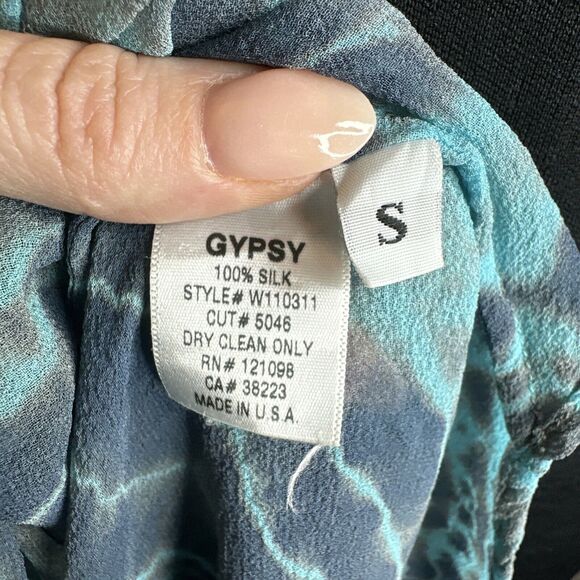 GYPSY
100% SILK
STYLE# W110311
CUT# 5046
DRY CLEAN ONLY
RN# 121098
CA# 38223
MADE IN U.S.A.
S